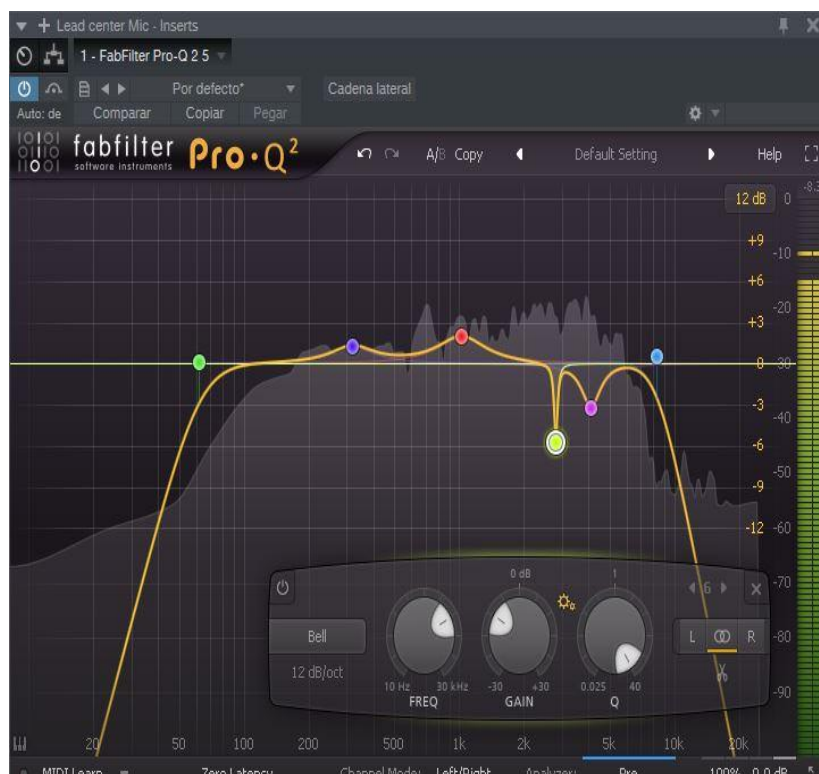 Lead center Mic - Inserts
1 - FabFilter Pro-Q 2 5
Por defecto*
Cadena lateral
Auto: de Comparar Copiar Pegar
fabfilter
software instruments
Pro·Q²
A/B Copy
Default Setting
Help
12 dB 0 -8.3
+9 -10
+6 -20
+3
0 -30
-3 -40
-6 -50
-9
-12 -60
-70
-80
-90
0 dB 1 6
Bell L R
12 dB/oct
10 Hz 30 kHz -30 +30 0.025 40
FREQ GAIN Q
20 50 100 200 500 1k 2k 5k 10k 20k
MIDI Learn Zero Latency Channel Mode: Left/Right Analyzer: Pre 100% 0.0 dB